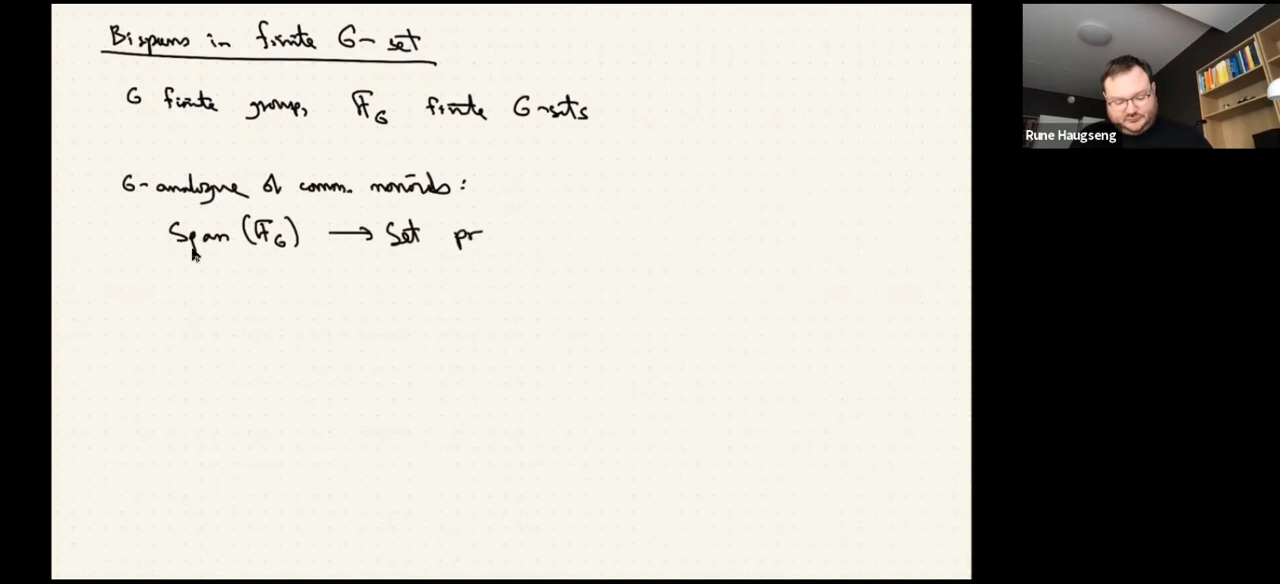 Bispans in finite G-set
G finite group, 𝔽_G finite G-sets
G-analogue of comm. monoids:
Span (𝔽_G) → Set pr
Rune Haugseng